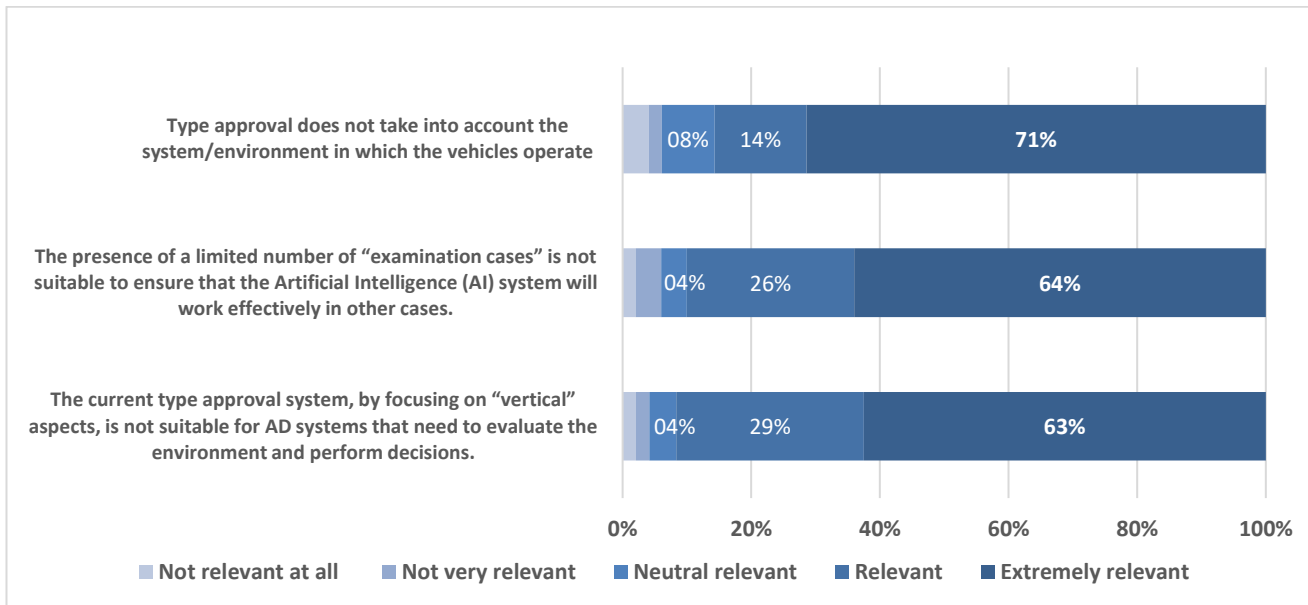 Type approval does not take into account the
system/environment in which the vehicles operate
08% 14% 71%
The presence of a limited number of “examination cases” is not
suitable to ensure that the Artificial Intelligence (AI) system will
work effectively in other cases.
04% 26% 64%
The current type approval system, by focusing on “vertical”
aspects, is not suitable for AD systems that need to evaluate the
environment and perform decisions.
04% 29% 63%
0% 20% 40% 60% 80% 100%
Not relevant at all Not very relevant Neutral relevant Relevant Extremely relevant